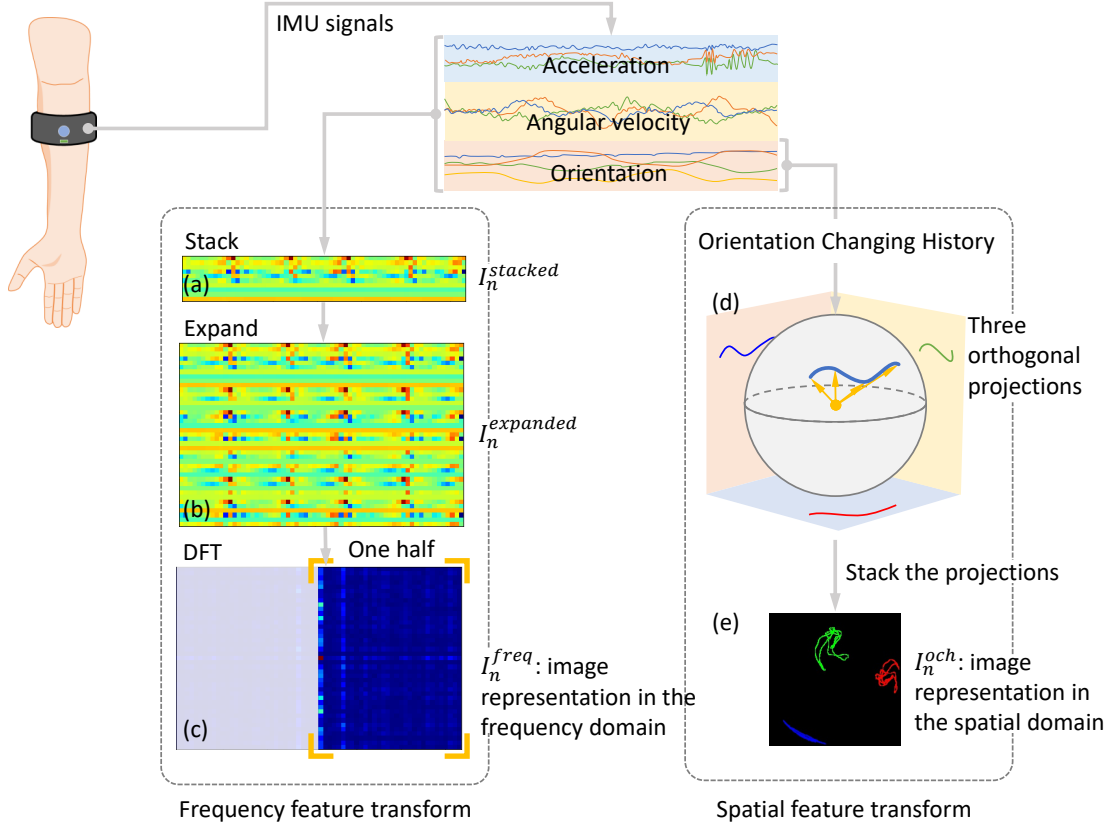 IMU signals
Acceleration
Angular velocity
Orientation
Stack
(a)
I_n^{stacked}
Expand
(b)
I_n^{expanded}
DFT
One half
(c)
I_n^{freq}: image
representation in the
frequency domain
Frequency feature transform
Orientation Changing History
(d)
Three
orthogonal
projections
Stack the projections
(e)
I_n^{och}: image
representation in
the spatial domain
Spatial feature transform